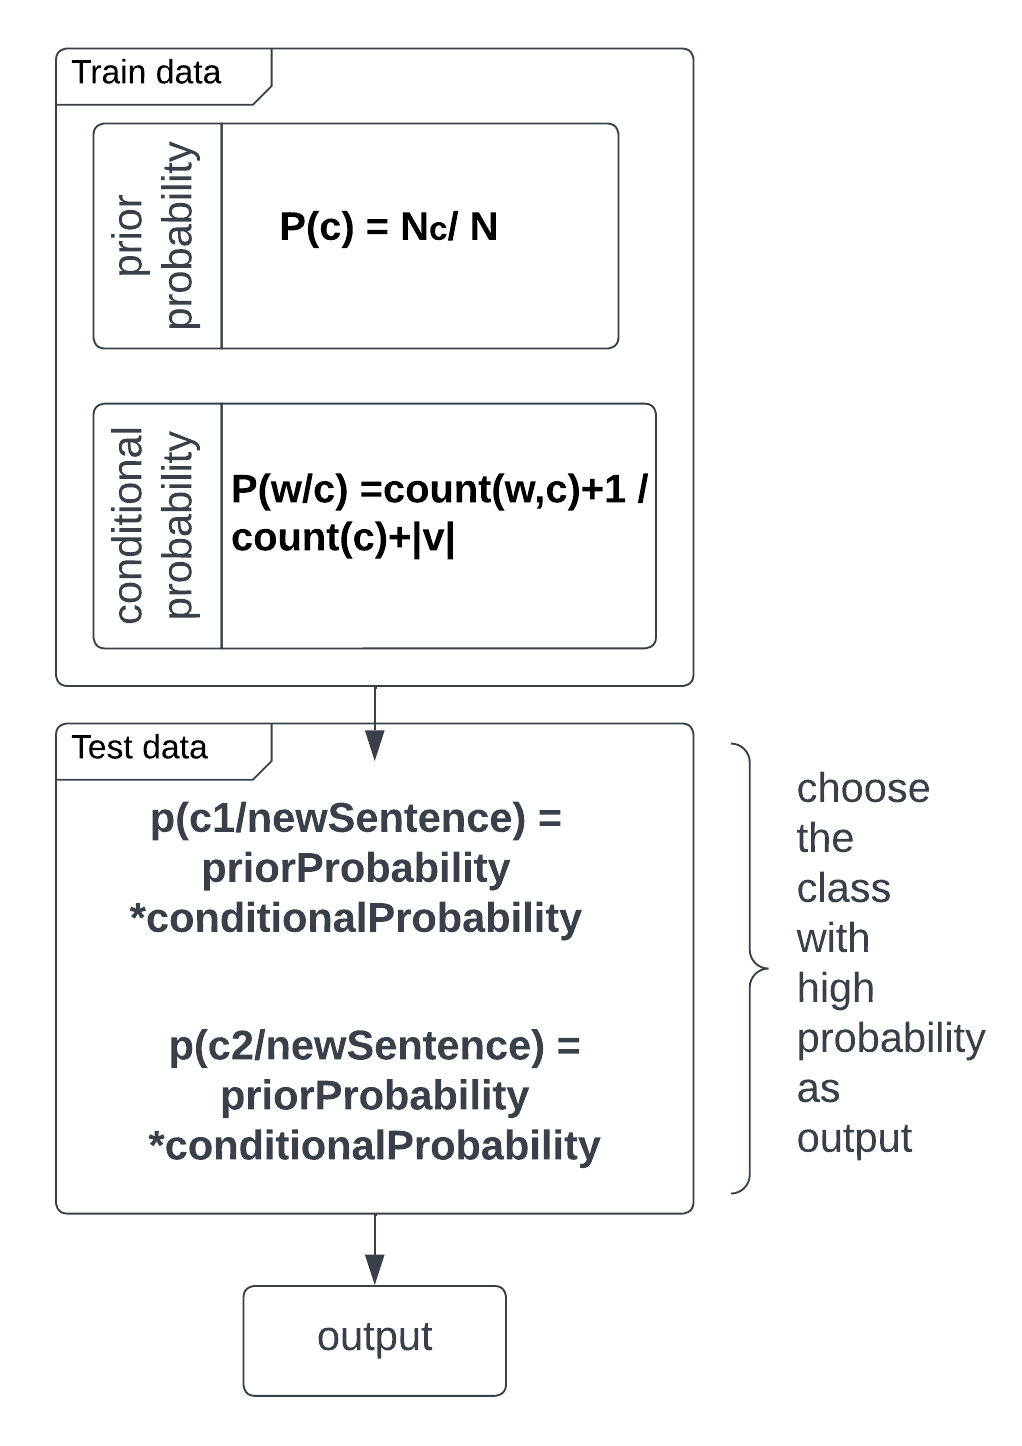 Train data
prior
probability
P(c) = Nc/ N
conditional
probability
P(w/c) =count(w,c)+1 /
count(c)+|v|
Test data
p(c1/newSentence) =
priorProbability
*conditionalProbability
p(c2/newSentence) =
priorProbability
*conditionalProbability
choose
the
class
with
high
probability
as
output
output